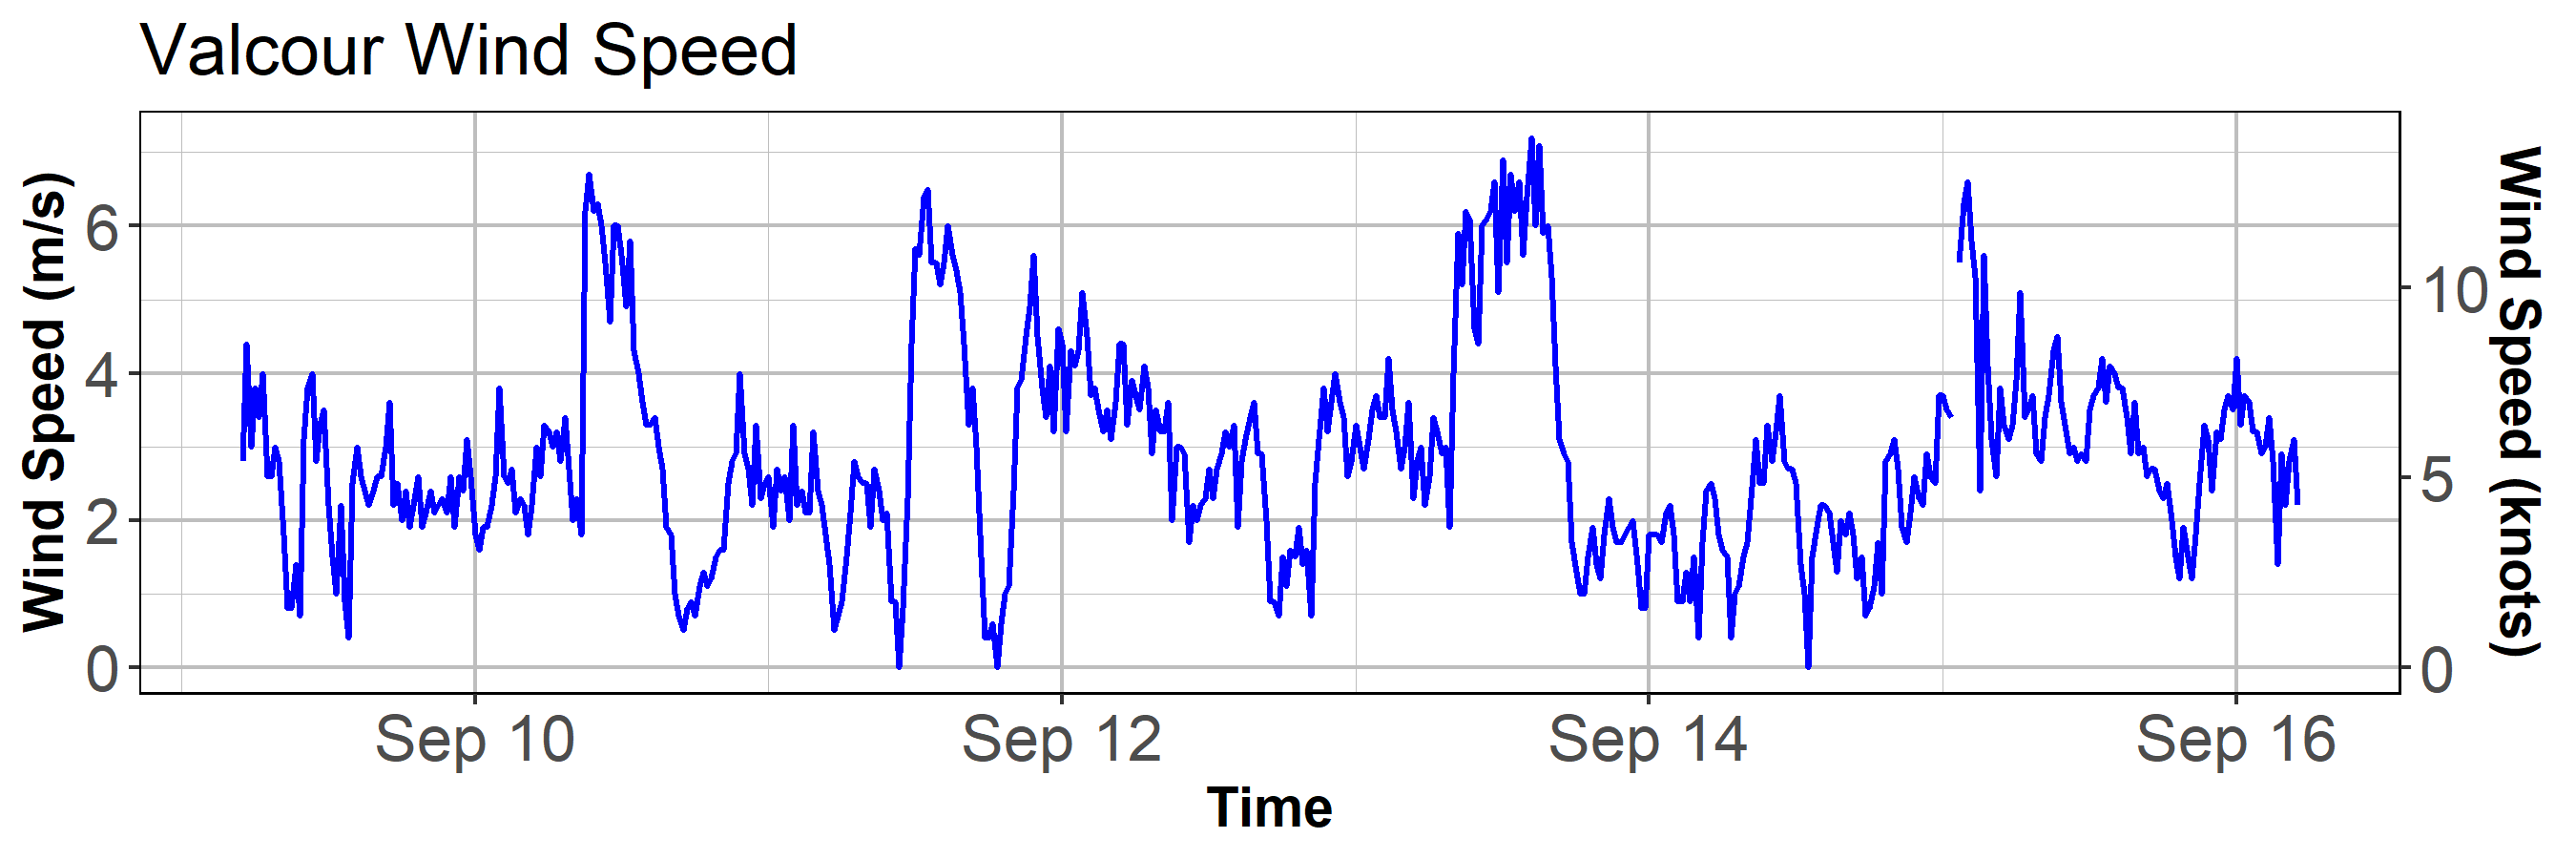 Valcour Wind Speed
Wind Speed (m/s)
6
4
2
0
Wind Speed (knots)
10
5
0
Sep 10
Sep 12
Sep 14
Sep 16
Time